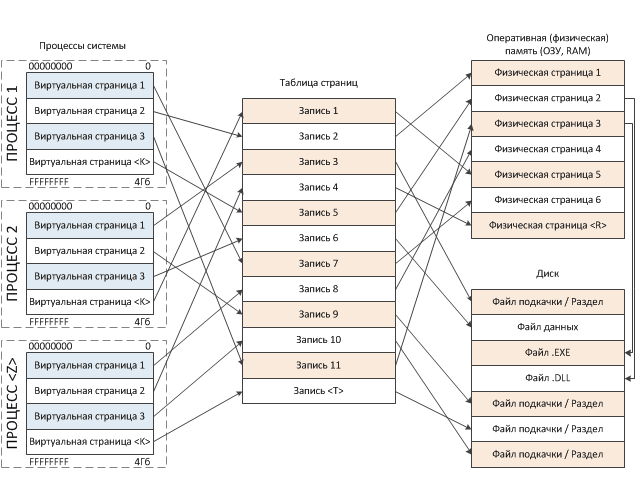 Процессы системы
ПРОЦЕСС 1
00000000 0
Виртуальная страница 1
Виртуальная страница 2
Виртуальная страница 3
Виртуальная страница <K>
FFFFFFFF 4Гб
ПРОЦЕСС 2
00000000 0
Виртуальная страница 1
Виртуальная страница 2
Виртуальная страница 3
Виртуальная страница <K>
FFFFFFFF 4Гб
ПРОЦЕСС <Z>
00000000 0
Виртуальная страница 1
Виртуальная страница 2
Виртуальная страница 3
Виртуальная страница <K>
FFFFFFFF 4Гб
Таблица страниц
Запись 1
Запись 2
Запись 3
Запись 4
Запись 5
Запись 6
Запись 7
Запись 8
Запись 9
Запись 10
Запись 11
Запись <T>
Оперативная (физическая)
память (ОЗУ, RAM)
Физическая страница 1
Физическая страница 2
Физическая страница 3
Физическая страница 4
Физическая страница 5
Физическая страница 6
Физическая страница <R>
Диск
Файл подкачки / Раздел
Файл данных
Файл .EXE
Файл .DLL
Файл подкачки / Раздел
Файл подкачки / Раздел
Файл подкачки / Раздел